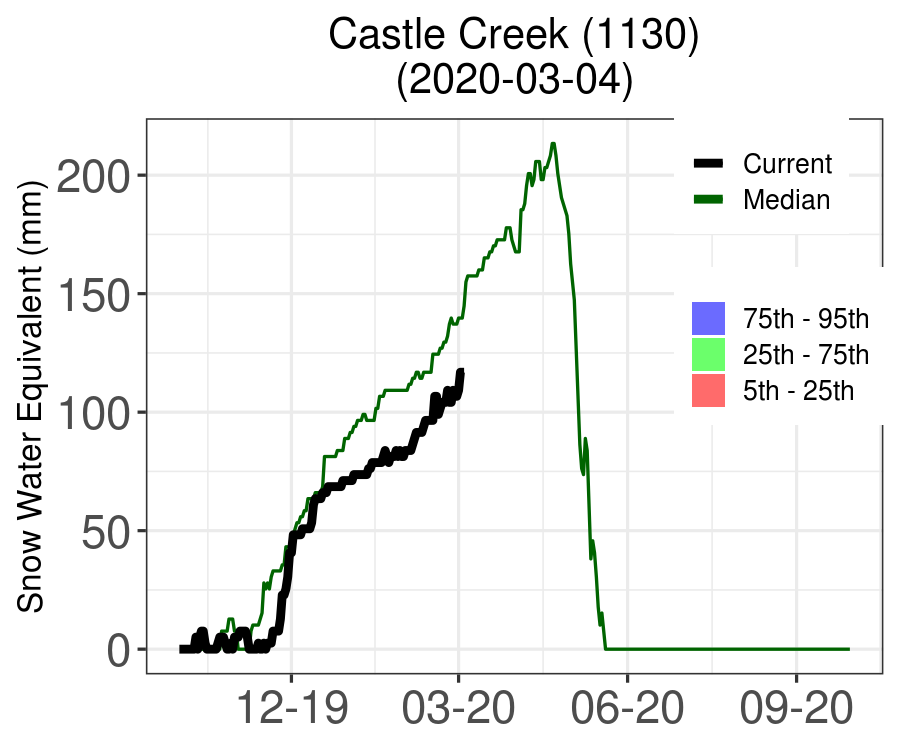 Castle Creek (1130)
(2020-03-04)
Snow Water Equivalent (mm)
200
150
100
50
0
12-19
03-20
06-20
09-20
Current
Median
75th - 95th
25th - 75th
5th - 25th